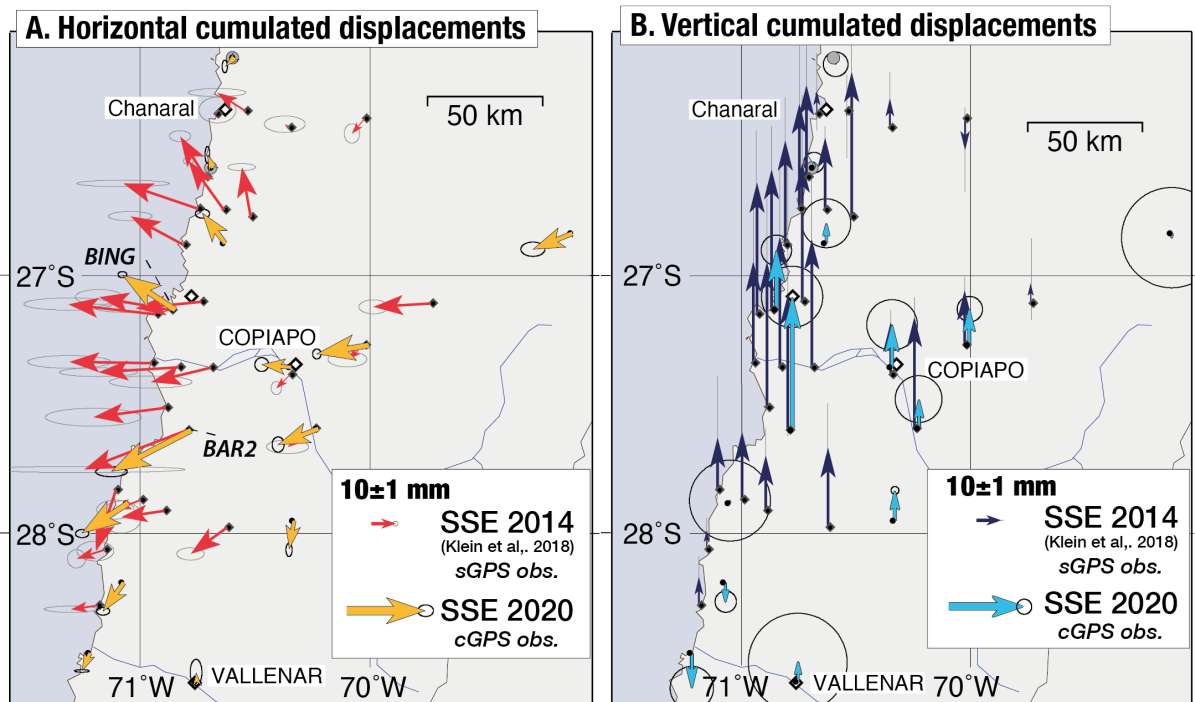 A. Horizontal cumulated displacements
Chanaral
50 km
BING
27°S
COPIAPO
BAR2
10±1 mm
SSE 2014
(Klein et al,. 2018)
sGPS obs.
SSE 2020
cGPS obs.
28°S
VALLENAR
71°W
70°W
B. Vertical cumulated displacements
Chanaral
50 km
27°S
COPIAPO
10±1 mm
SSE 2014
(Klein et al,. 2018)
sGPS obs.
SSE 2020
cGPS obs.
28°S
71°W
VALLENAR
70°W